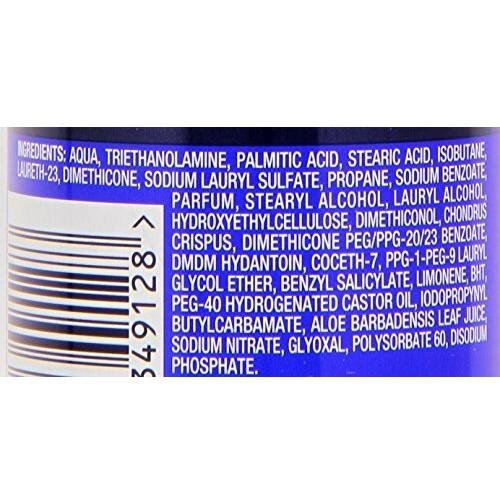 INGREDIENTS: AQUA, TRIETHANOLAMINE, PALMITIC ACID, STEARIC ACID, ISOBUTANE,
LAURETH-23, DIMETHICONE, SODIUM LAURYL SULFATE, PROPANE, SODIUM BENZOATE,
PARFUM, STEARYL ALCOHOL, LAURYL ALCOHOL,
HYDROXYETHYLCELLULOSE, DIMETHICONOL, CHONDRUS
CRISPUS, DIMETHICONE PEG/PPG-20/23 BENZOATE,
DMDM HYDANTOIN, COCETH-7, PPG-1-PEG-9 LAURYL
GLYCOL ETHER, BENZYL SALICYLATE, LIMONENE, BHT,
PEG-40 HYDROGENATED CASTOR OIL, IODOPROPYNYL
BUTYLCARBAMATE, ALOE BARBADENSIS LEAF JUICE,
SODIUM NITRATE, GLYOXAL, POLYSORBATE 60, DISODIUM
PHOSPHATE.
349128 >